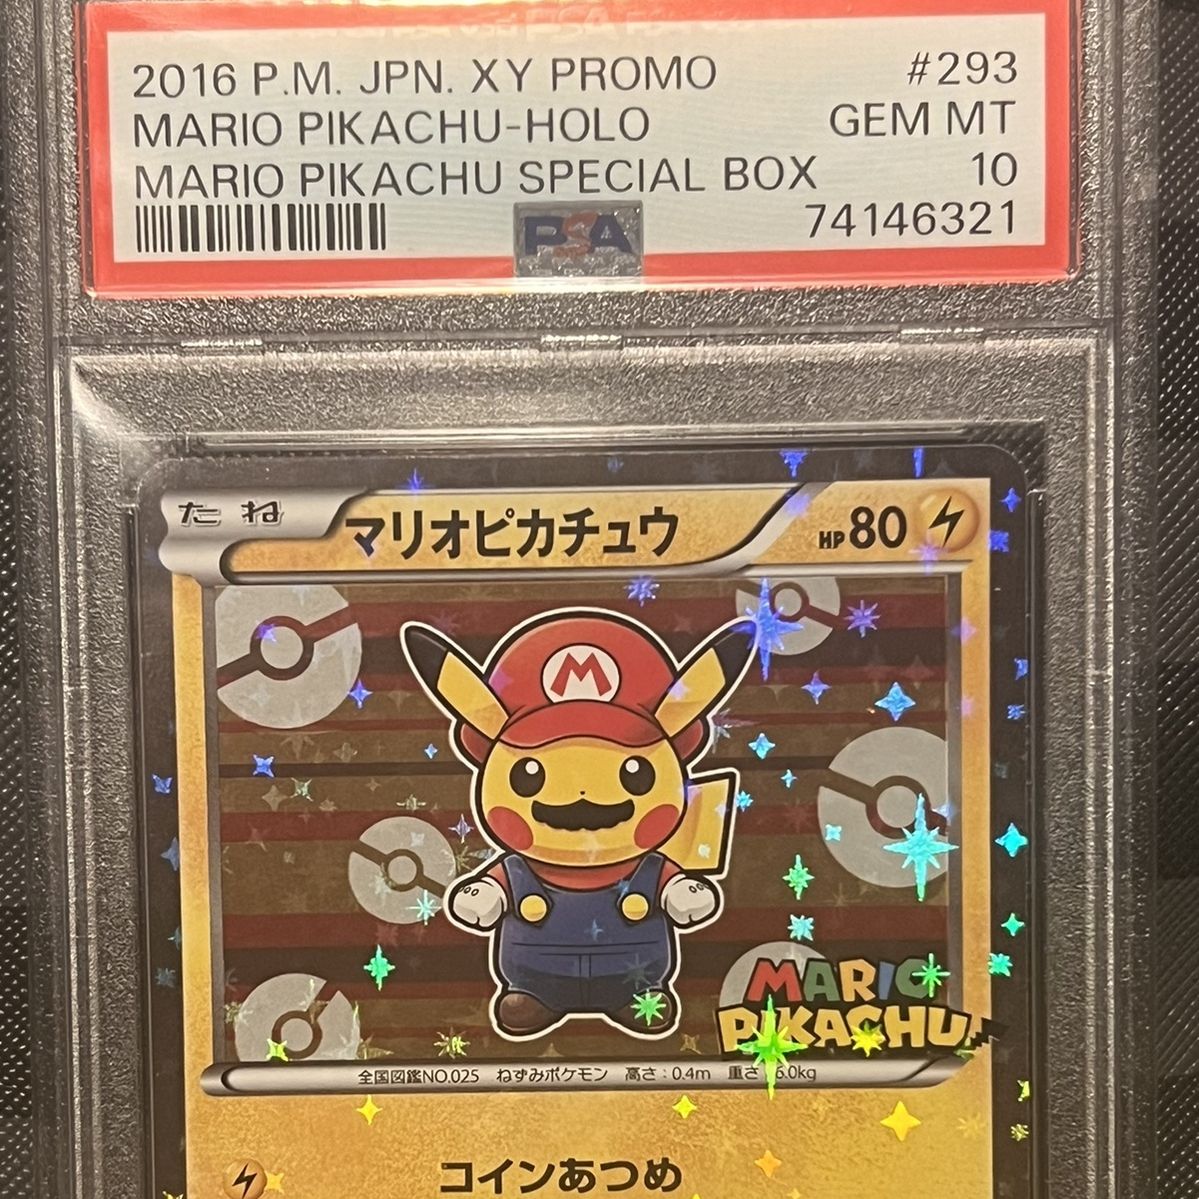 2016 P.M. JPN. XY PROMO #293
MARIO PIKACHU-HOLO GEM MT
MARIO PIKACHU SPECIAL BOX 10
PSA 74146321
たね マリオピカチュウ HP80
M
MARIO
PIKACHU
全国図鑑NO.025 ねずみポケモン 高さ:0.4m 重さ:6.0kg
コインあつめ